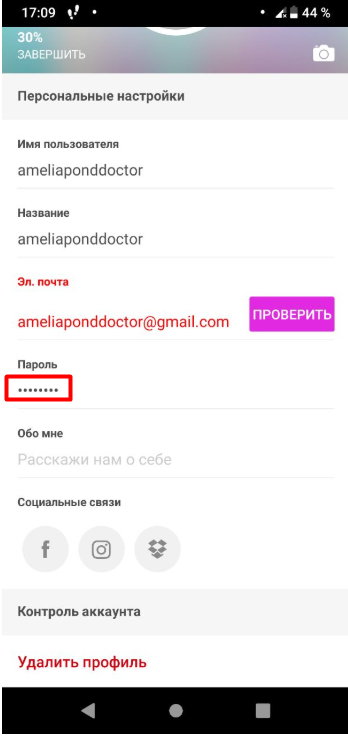 17:09
44 %
30%
ЗАВЕРШИТЬ
Персональные настройки
Имя пользователя
ameliaponddoctor
Название
ameliaponddoctor
Эл. почта
ameliaponddoctor@gmail.com
ПРОВЕРИТЬ
Пароль
••••••••
Обо мне
Расскажи нам о себе
Социальные связи
Контроль аккаунта
Удалить профиль